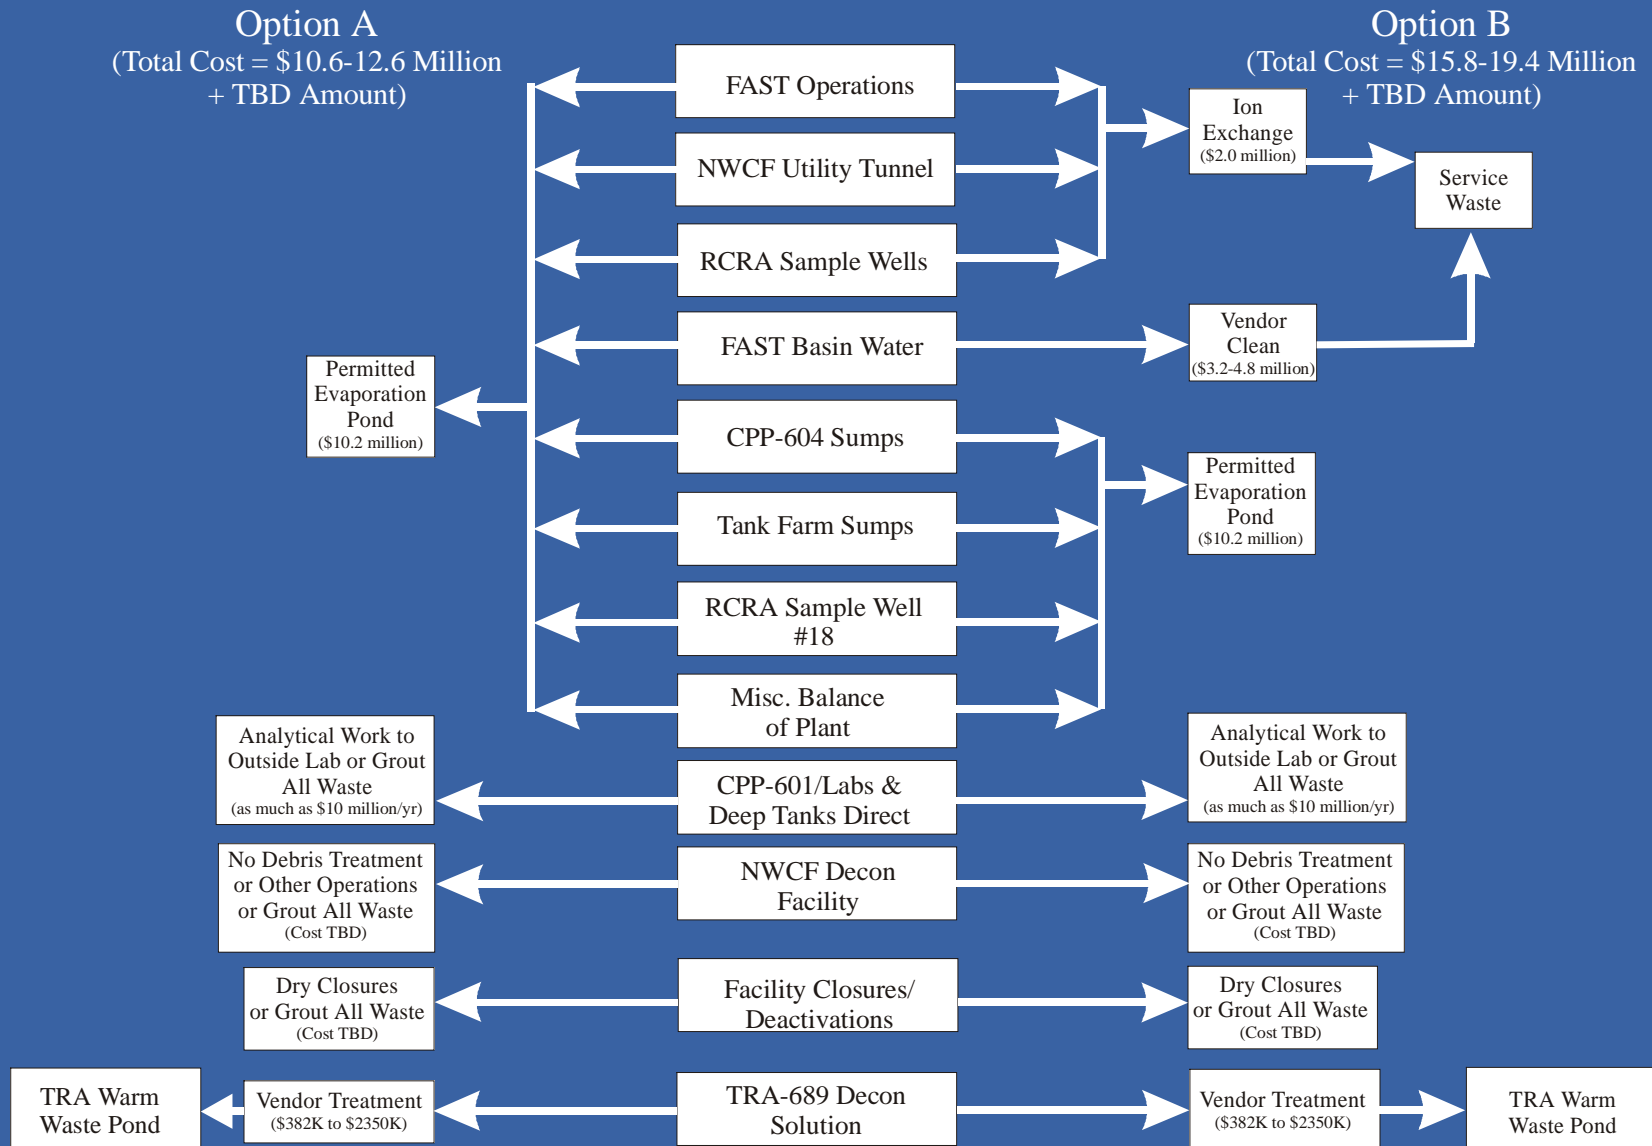 Option A
(Total Cost = $10.6-12.6 Million
+ TBD Amount)
Option B
(Total Cost = $15.8-19.4 Million
+ TBD Amount)
FAST Operations
Ion
Exchange
($2.0 million)
NWCF Utility Tunnel
Service
Waste
RCRA Sample Wells
FAST Basin Water
Vendor
Clean
($3.2-4.8 million)
Permitted
Evaporation
Pond
($10.2 million)
CPP-604 Sumps
Permitted
Evaporation
Pond
($10.2 million)
Tank Farm Sumps
RCRA Sample Well
#18
Misc. Balance
of Plant
Analytical Work to
Outside Lab or Grout
All Waste
(as much as $10 million/yr)
CPP-601/Labs &
Deep Tanks Direct
Analytical Work to
Outside Lab or Grout
All Waste
(as much as $10 million/yr)
No Debris Treatment
or Other Operations
or Grout All Waste
(Cost TBD)
NWCF Decon
Facility
No Debris Treatment
or Other Operations
or Grout All Waste
(Cost TBD)
Dry Closures
or Grout All Waste
(Cost TBD)
Facility Closures/
Deactivations
Dry Closures
or Grout All Waste
(Cost TBD)
TRA Warm
Waste Pond
Vendor Treatment
($382K to $2350K)
TRA-689 Decon
Solution
Vendor Treatment
($382K to $2350K)
TRA Warm
Waste Pond